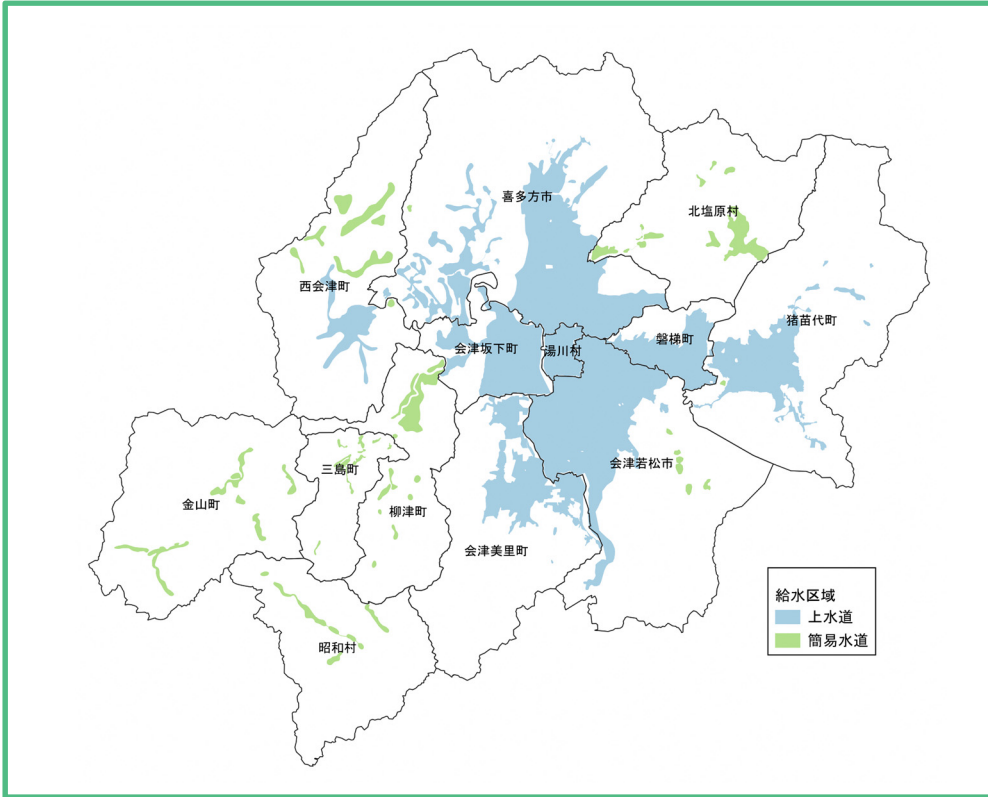 喜多方市
北塩原村
西会津町
猪苗代町
磐梯町
会津坂下町
湯川村
会津若松市
三島町
金山町
柳津町
会津美里町
昭和村
給水区域
上水道
簡易水道